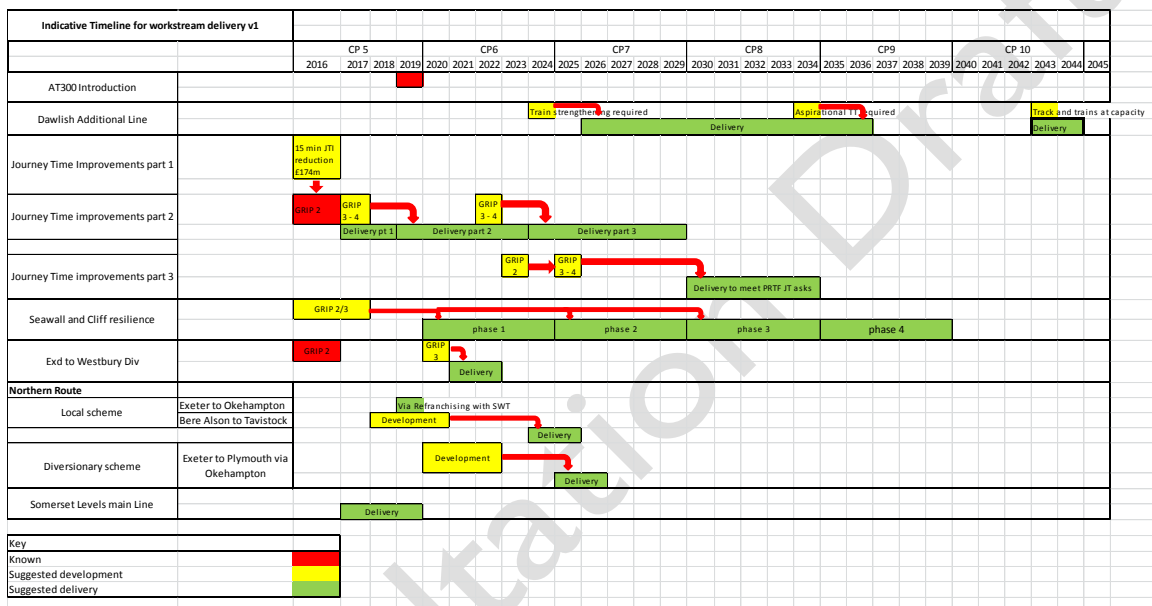 Indicative Timeline for workstream delivery v1
CP 5 CP6 CP7 CP8 CP9 CP 10
2016 2017 2018 2019 2020 2021 2022 2023 2024 2025 2026 2027 2028 2029 2030 2031 2032 2033 2034 2035 2036 2037 2038 2039 2040 2041 2042 2043 2044 2045
AT300 Introduction
Dawlish Additional Line
Train strengthening required
Aspirational TT required
Track and trains at capacity
Delivery
Delivery
Journey Time Improvements part 1
15 min JTI
reduction
£174m
Journey Time improvements part 2
GRIP 2
GRIP
3 - 4
GRIP
3 - 4
Delivery pt 1
Delivery part 2
Delivery part 3
Journey Time improvements part 3
GRIP
2
GRIP
3 - 4
Delivery to meet PRTF JT asks
Seawall and Cliff resilience
GRIP 2/3
phase 1
phase 2
phase 3
phase 4
Exd to Westbury Div
GRIP 2
GRIP
3
Delivery
Northern Route
Local scheme
Exeter to Okehampton
Via Refranchising with SWT
Bere Alson to Tavistock
Development
Delivery
Diversionary scheme
Exeter to Plymouth via
Okehampton
Development
Delivery
Somerset Levels main Line
Delivery
Key
Known
Suggested development
Suggested delivery
ltation Draft